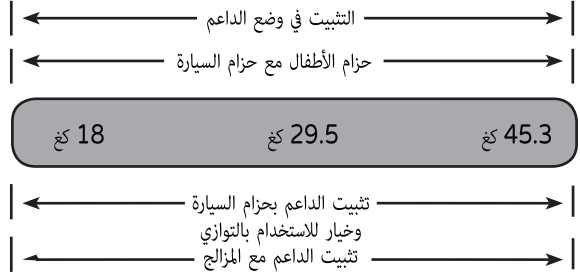 التثبيت في وضع الداعم
حزام الأطفال مع حزام السيارة
18 كغ 29.5 كغ 45.3 كغ
تثبيت الداعم بحزام السيارة
وخيار للاستخدام بالتوازي
تثبيت الداعم مع المزالج